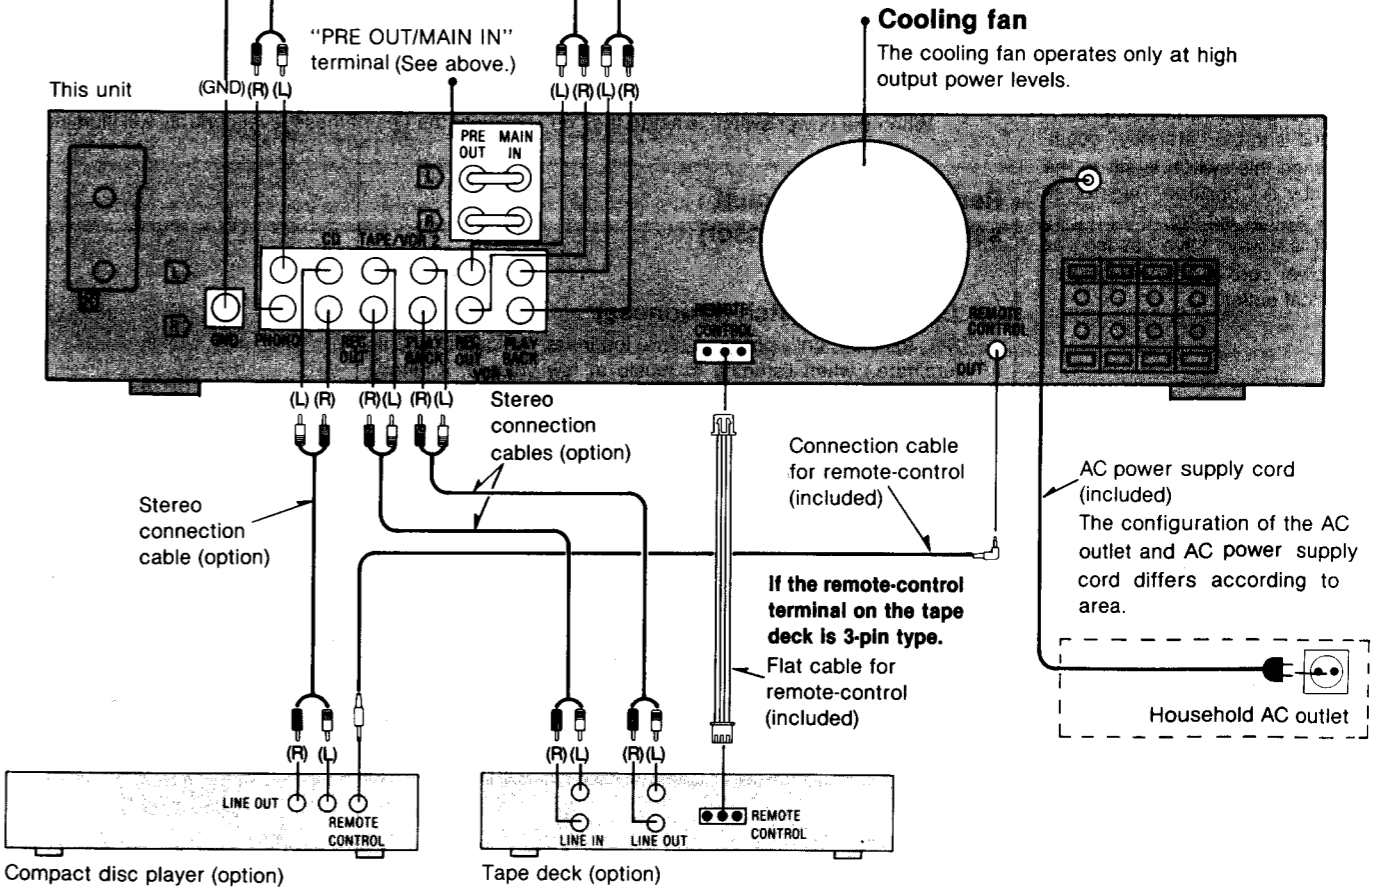 Cooling fan
The cooling fan operates only at high
output power levels.
"PRE OUT/MAIN IN"
terminal (See above.)
This unit
(GND) (R) (L)
(L) (R) (L) (R)
PRE MAIN
OUT IN
L
R
CD TAPE/VCR 2
L
R
GND PHONO
REC OUT
PLAY BACK
REC OUT
PLAY BACK
VCR 1
REMOTE
CONTROL
REMOTE
CONTROL
OUT
(L) (R) (R) (L) (R) (L)
Stereo
connection
cables (option)
Stereo
connection
cable (option)
Connection cable
for remote-control
(included)
AC power supply cord
(included)
The configuration of the AC
outlet and AC power supply
cord differs according to
area.
If the remote-control
terminal on the tape
deck is 3-pin type.
Flat cable for
remote-control
(included)
Household AC outlet
(R) (L)
(R) (L) (R) (L)
LINE OUT
REMOTE
CONTROL
LINE IN LINE OUT
REMOTE
CONTROL
Compact disc player (option)
Tape deck (option)